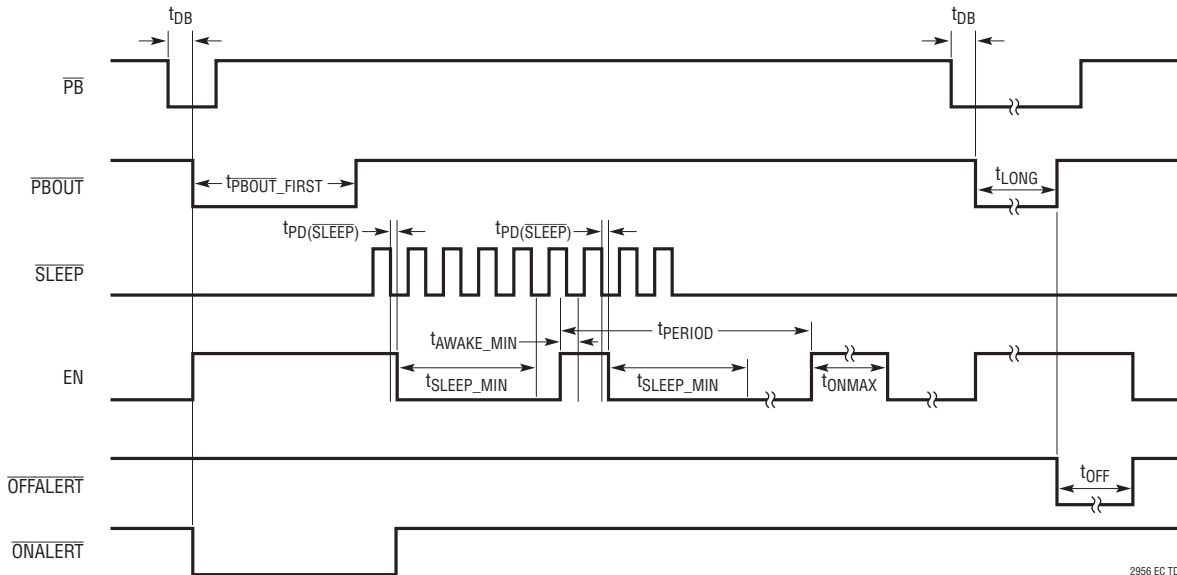 tDB
tDB
PB
PBOUT
tPBOUT_FIRST
tLONG
tPD(SLEEP)
tPD(SLEEP)
SLEEP
tAWAKE_MIN
tPERIOD
EN
tSLEEP_MIN
tSLEEP_MIN
tONMAX
OFFALERT
tOFF
ONALERT
2956 EC TD